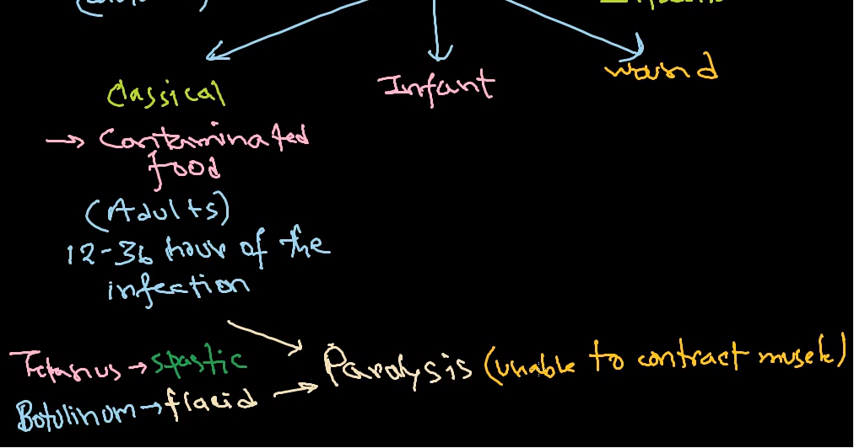 Classical
Infant
wound
→ Contaminated
food
(Adults)
12-36 hour of the
infection
Tetanus → spastic
Botulinum → flacid → Paralysis (unable to contract muscle)